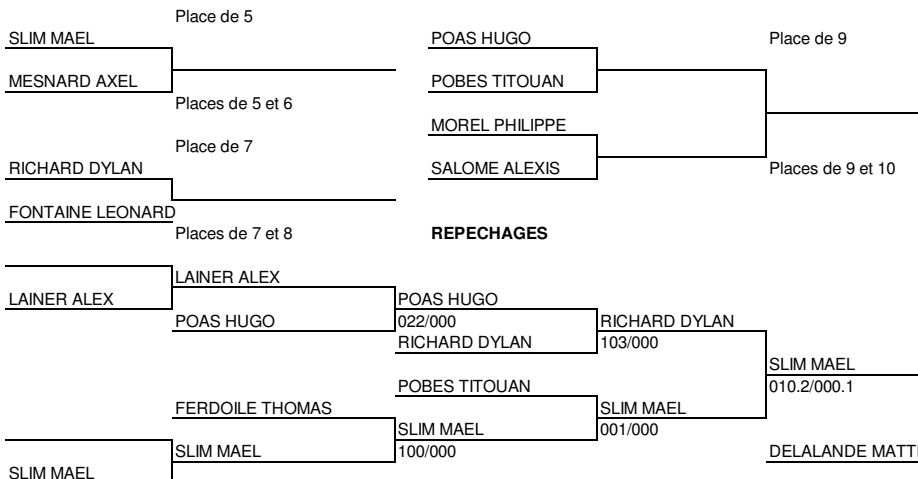 Place de 5
SLIM MAEL
POAS HUGO
Place de 9
MESNARD AXEL
POBES TITOUAN
Places de 5 et 6
MOREL PHILIPPE
Place de 7
RICHARD DYLAN
SALOME ALEXIS
Places de 9 et 10
FONTAINE LEONARD
Places de 7 et 8
REPECHAGES
LAINER ALEX
LAINER ALEX
POAS HUGO
POAS HUGO
022/000
RICHARD DYLAN
RICHARD DYLAN
103/000
SLIM MAEL
010.2/000.1
POBES TITOUAN
FERDOILE THOMAS
SLIM MAEL
001/000
SLIM MAEL
100/000
SLIM MAEL
DELALANDE MATT
SLIM MAEL